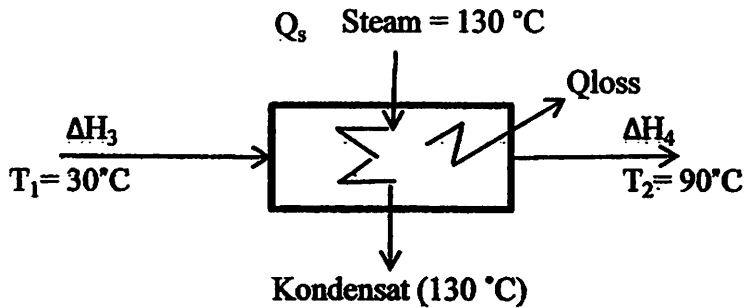 Qs Steam = 130 °C
Qloss
ΔH3
ΔH4
T1= 30°C
T2= 90°C
Kondensat (130 °C)